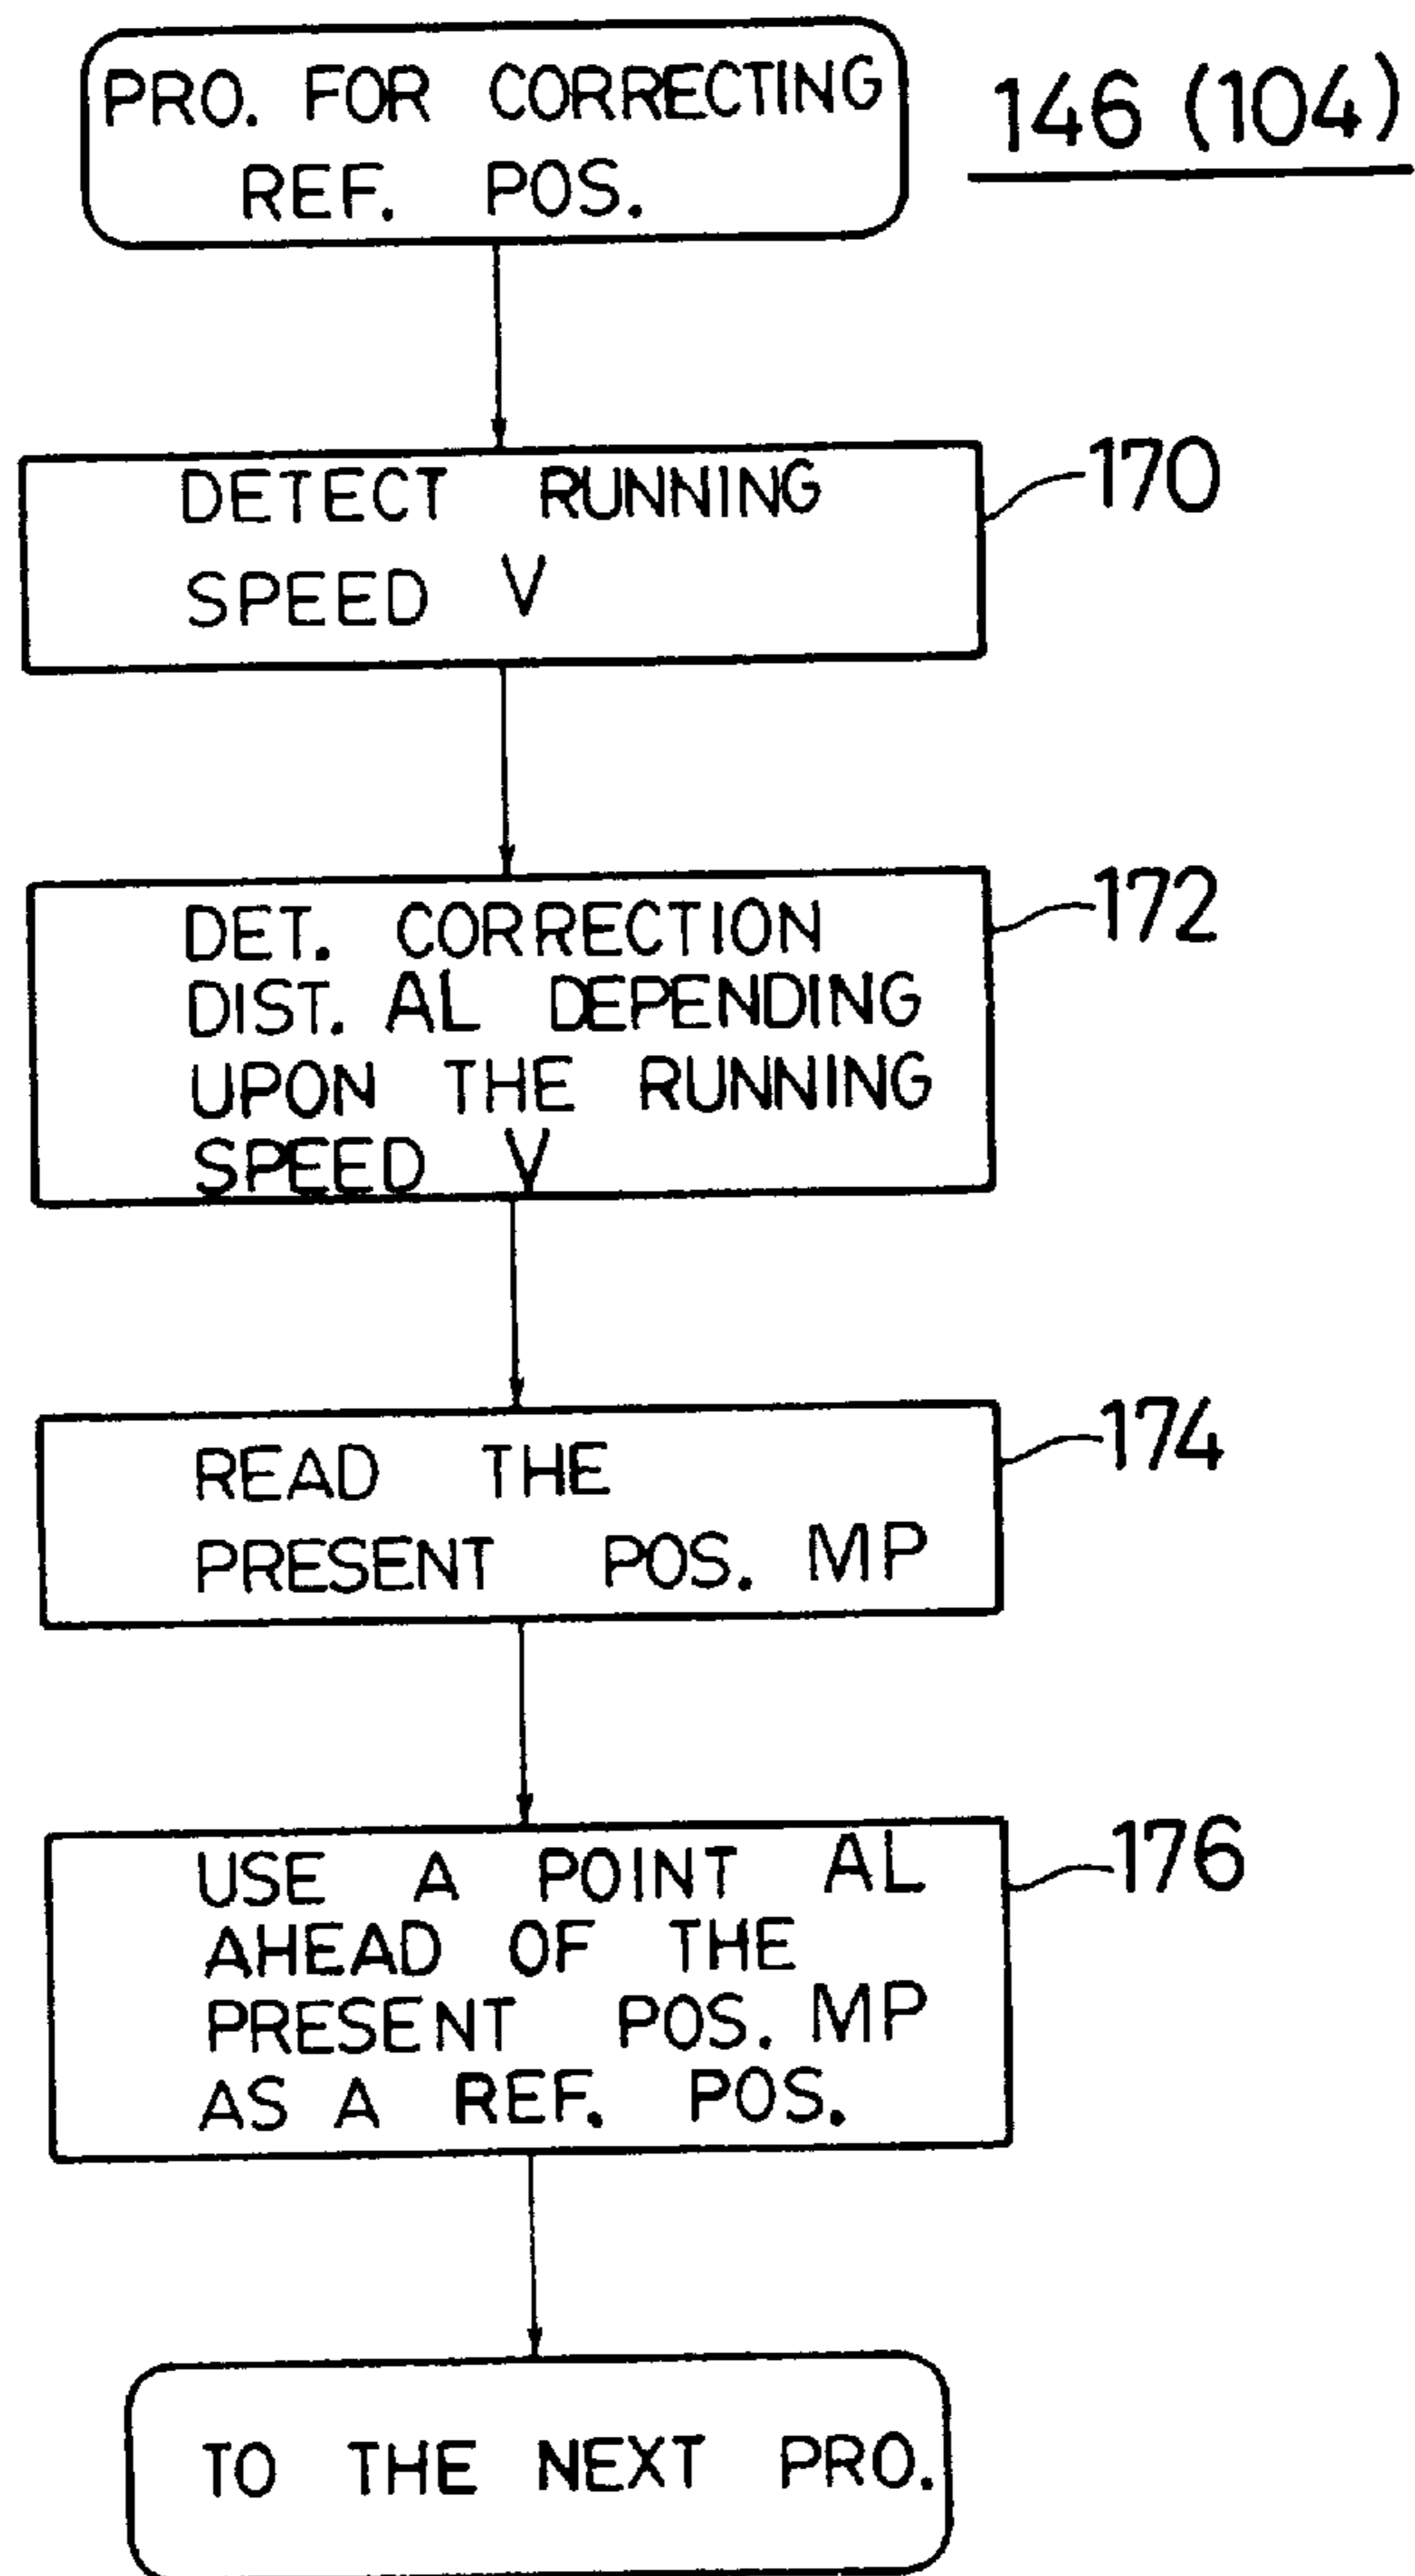 PRO. FOR CORRECTING
REF. POS.
146 (104)
DETECT RUNNING
SPEED V
170
DET. CORRECTION
DIST. AL DEPENDING
UPON THE RUNNING
SPEED V
172
READ THE
PRESENT POS. MP
174
USE A POINT AL
AHEAD OF THE
PRESENT POS. MP
AS A REF. POS.
176
TO THE NEXT PRO.